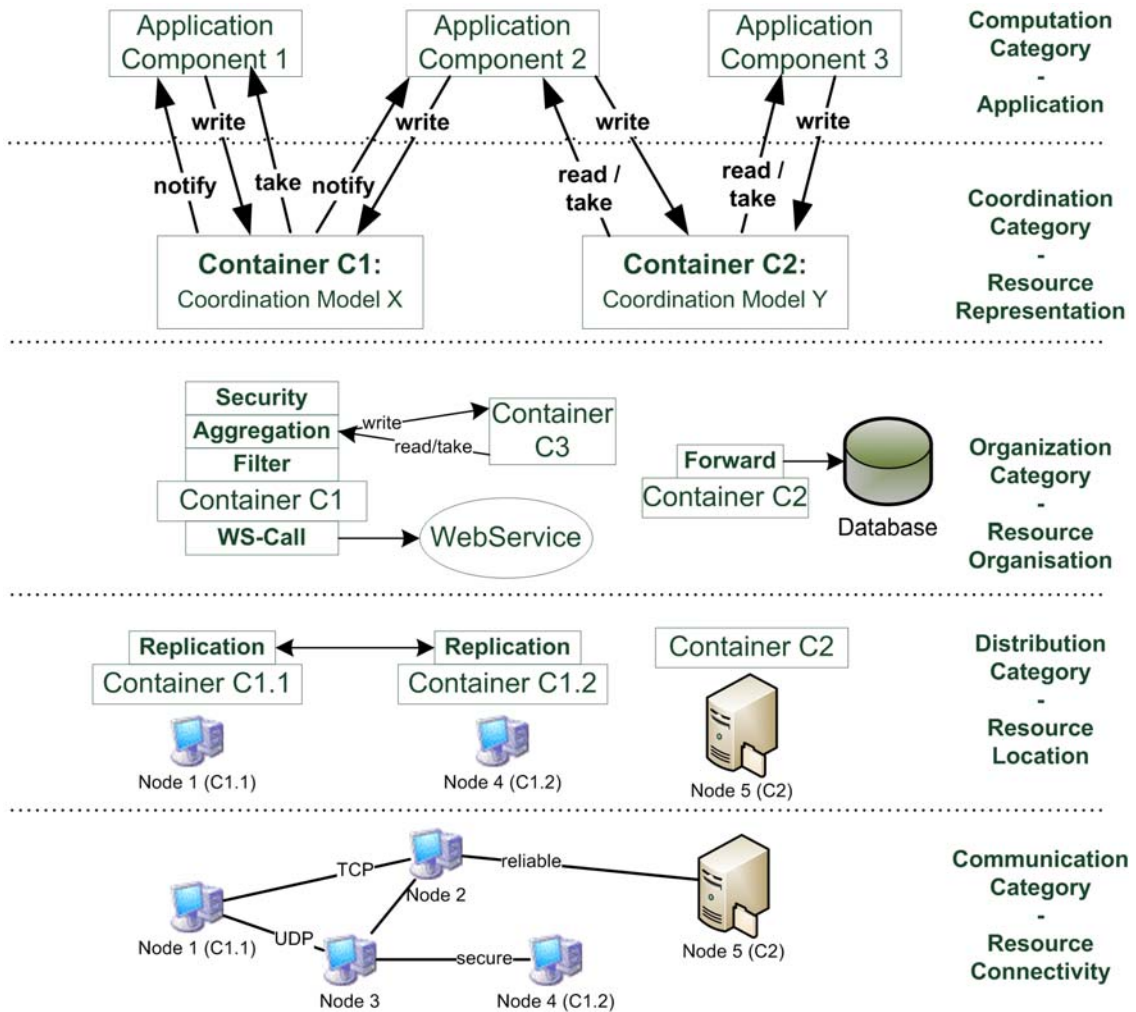 Application
Component 1
Application
Component 2
Application
Component 3
Computation
Category
-
Application
write
write
write
write
notify
take
notify
read /
take
read /
take
Coordination
Category
-
Resource
Representation
Container C1:
Coordination Model X
Container C2:
Coordination Model Y
Security
Aggregation
Filter
Container C1
WS-Call
write
read/take
Container
C3
WebService
Forward
Container C2
Database
Organization
Category
-
Resource
Organisation
Replication
Container C1.1
Node 1 (C1.1)
Replication
Container C1.2
Node 4 (C1.2)
Container C2
Node 5 (C2)
Distribution
Category
-
Resource
Location
TCP
reliable
Node 2
Node 1 (C1.1)
UDP
Node 3
secure
Node 4 (C1.2)
Node 5 (C2)
Communication
Category
-
Resource
Connectivity